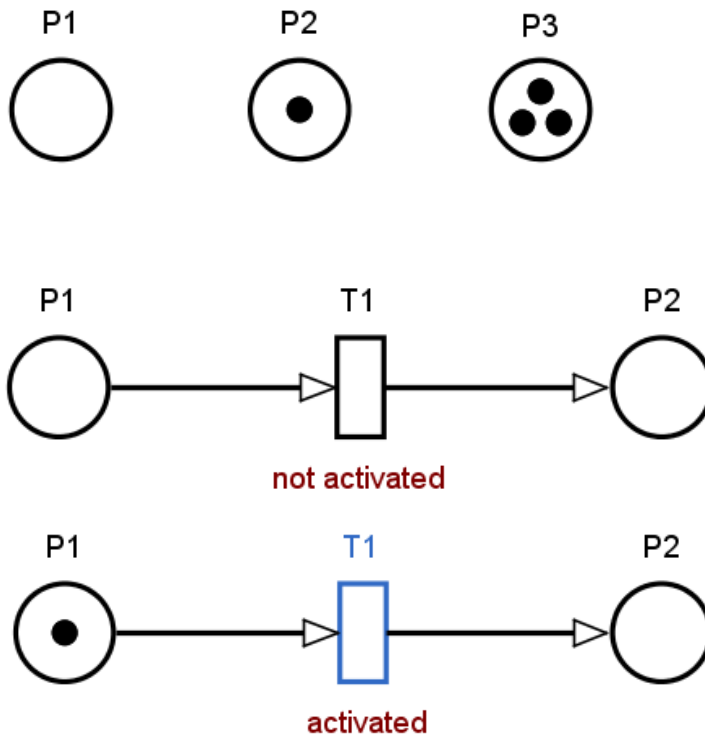 P1 P2 P3
P1 T1 P2
not activated
P1 T1 P2
activated